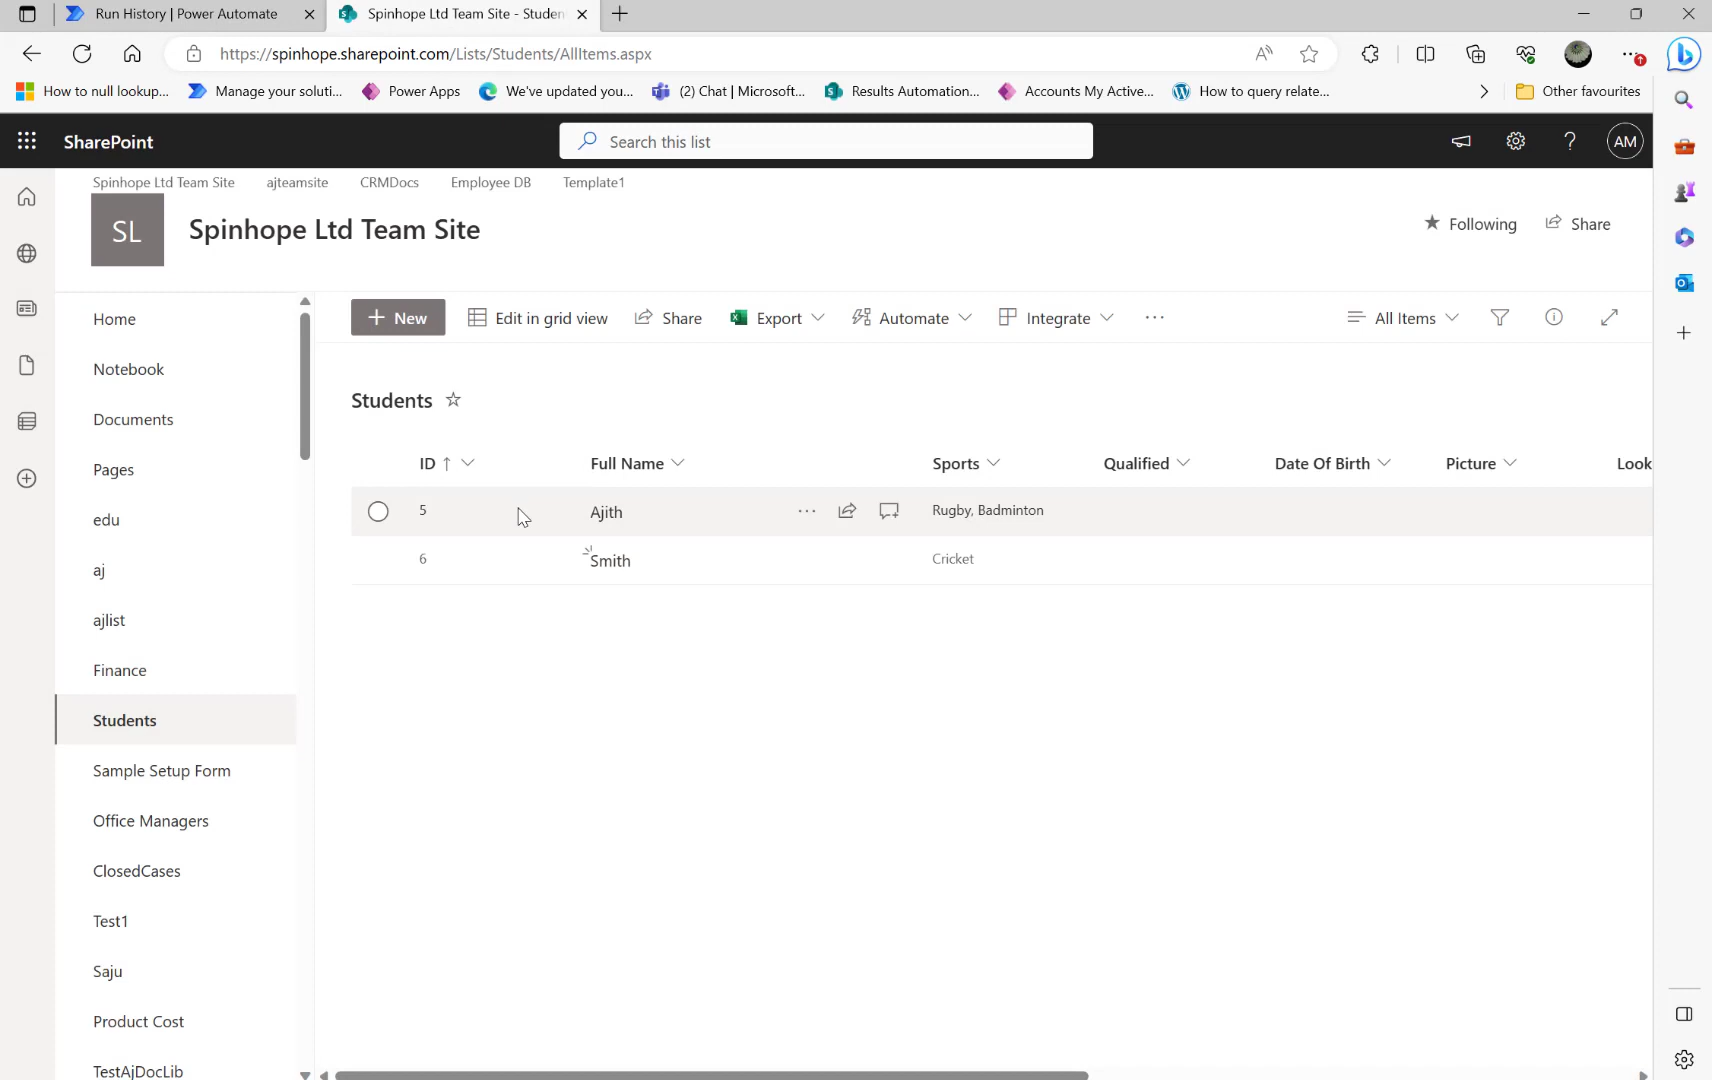 Run History | Power Automate
Spinhope Ltd Team Site - Studen
https://spinhope.sharepoint.com/Lists/Students/AllItems.aspx
How to null lookup... Manage your soluti... Power Apps We've updated you... (2) Chat | Microsoft... Results Automation... Accounts My Active... How to query relate... Other favourites
SharePoint Search this list AM
Spinhope Ltd Team Site ajteamsite CRMDocs Employee DB Template1
SL Spinhope Ltd Team Site Following Share
Home
Notebook
Documents
Pages
edu
aj
ajlist
Finance
Students
Sample Setup Form
Office Managers
ClosedCases
Test1
Saju
Product Cost
TestAjDocLib
+ New Edit in grid view Share Export Automate Integrate ... All Items
Students
ID ↑ Full Name Sports Qualified Date Of Birth Picture Look
5 Ajith ... Rugby, Badminton
6 Smith Cricket